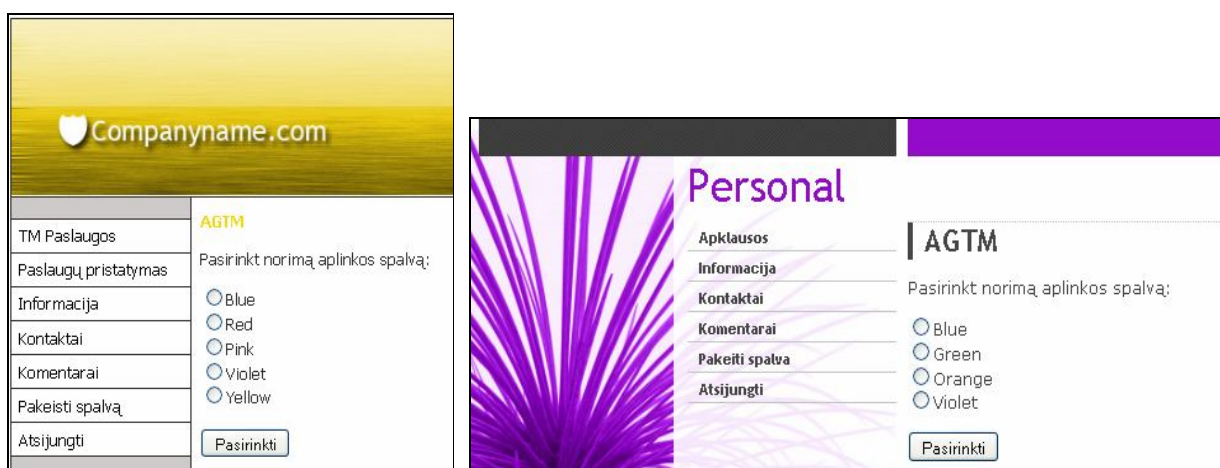 Companyname.com
TM Paslaugos
Paslaugų pristatymas
Informacija
Kontaktai
Komentarai
Pakeisti spalvą
Atsijungti
AGTM
Pasirinkt norimą aplinkos spalvą:
Blue
Red
Pink
Violet
Yellow
Pasirinkti
Personal
Apklausos
Informacija
Kontaktai
Komentarai
Pakeiti spalva
Atsijungti
AGTM
Pasirinkt norimą aplinkos spalvą:
Blue
Green
Orange
Violet
Pasirinkti